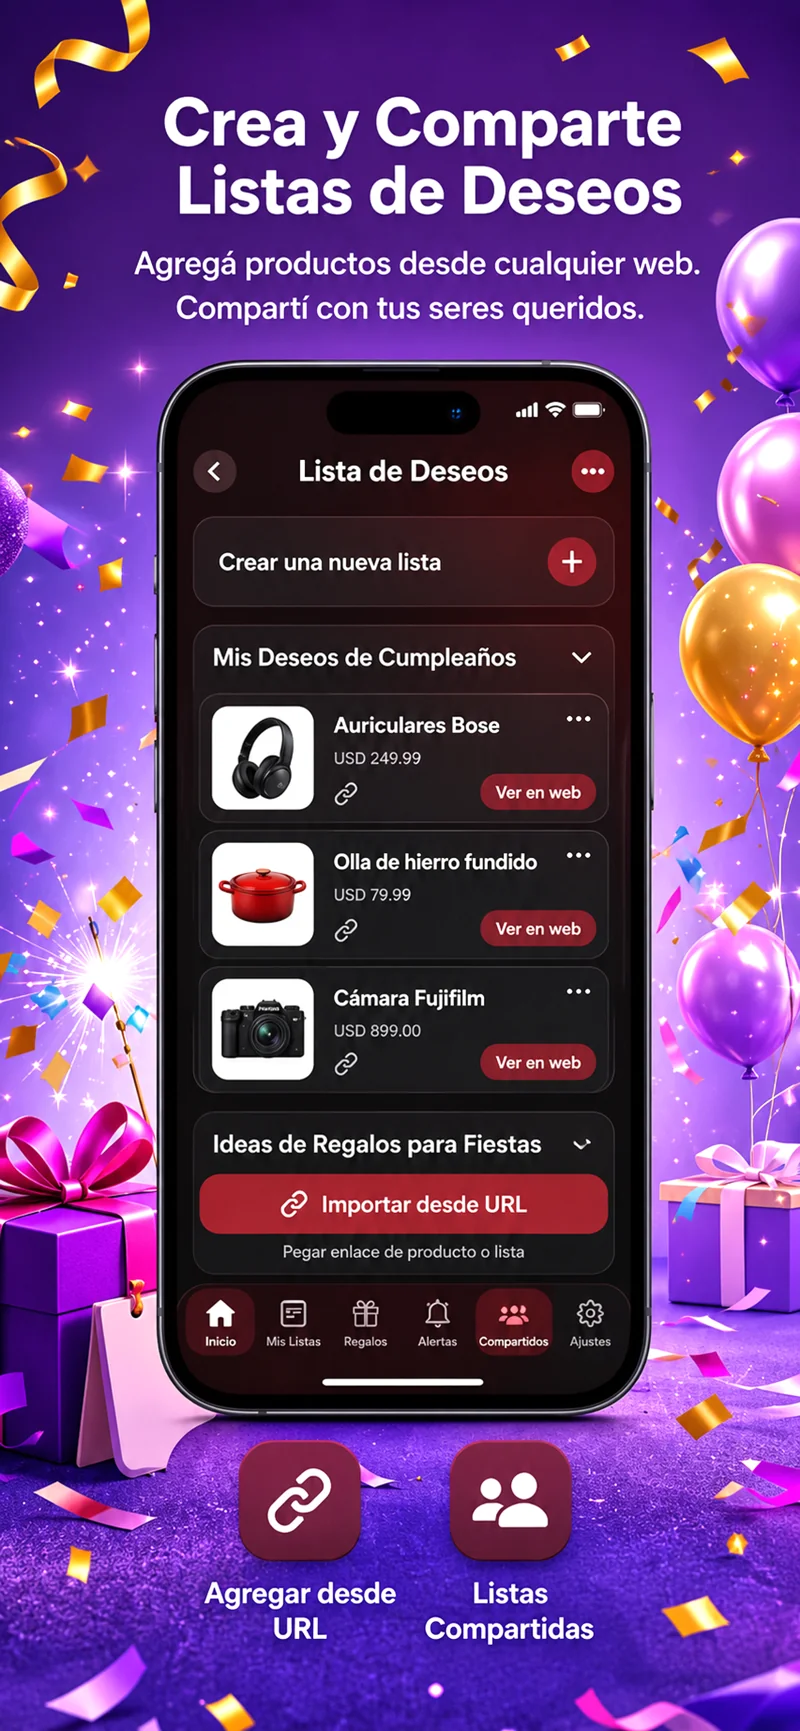 Crea y Comparte
Listas de Deseos
Agregá productos desde cualquier web.
Compartí con tus seres queridos.
Lista de Deseos
Crear una nueva lista
Mis Deseos de Cumpleaños
Auriculares Bose
USD 249.99
Ver en web
Olla de hierro fundido
USD 79.99
Ver en web
Cámara Fujifilm
USD 899.00
Ver en web
Ideas de Regalos para Fiestas
Importar desde URL
Pegar enlace de producto o lista
Inicio
Mis Listas
Regalos
Alertas
Compartidos
Ajustes
Agregar desde
URL
Listas
Compartidas